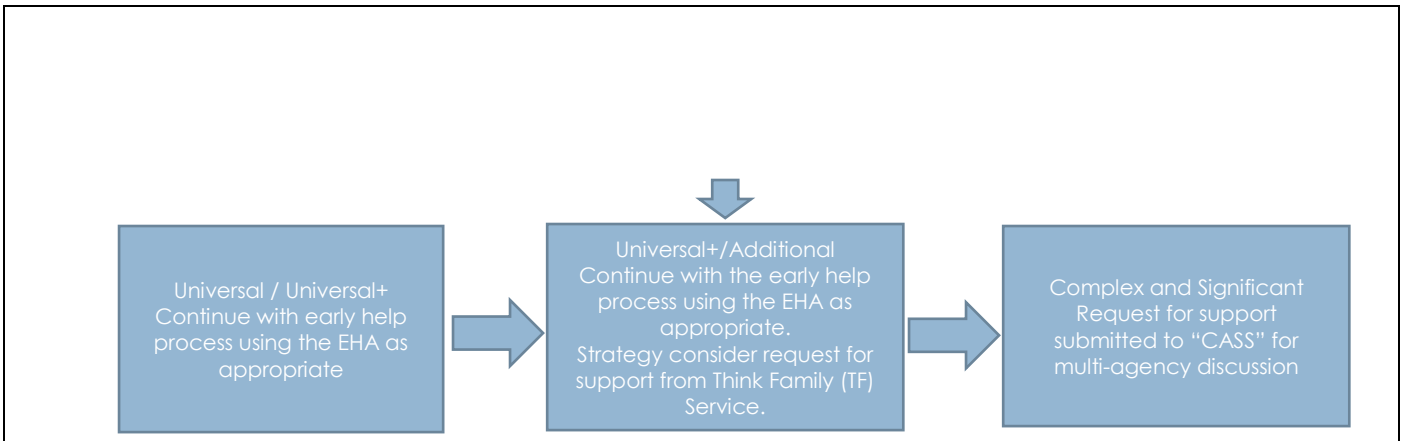 Universal / Universal+
Continue with early help
process using the EHA as
appropriate
Universal+/Additional
Continue with the early help
process using the EHA as
appropriate.
Strategy consider request for
support from Think Family (TF)
Service.
Complex and Significant
Request for support
submitted to “CASS” for
multi-agency discussion